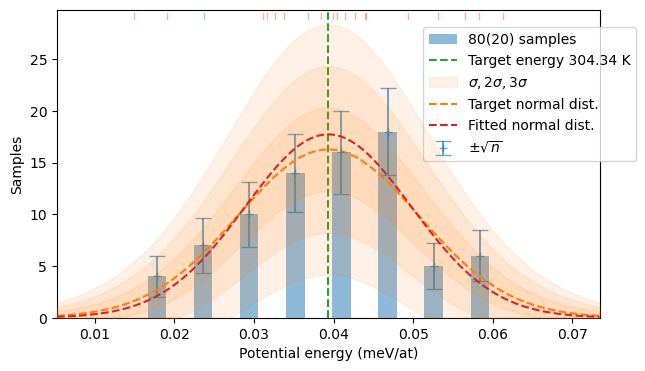 80(20) samples
Target energy 304.34 K
σ, 2σ, 3σ
Target normal dist.
Fitted normal dist.
±√n
Samples
25
20
15
10
5
0
0.01 0.02 0.03 0.04 0.05 0.06 0.07
Potential energy (meV/at)